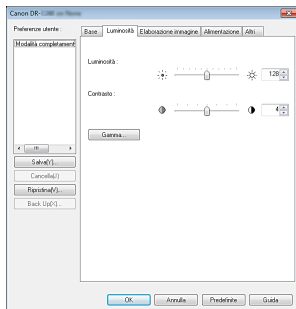 Canon DR-
Preferenze utente :
Modalità completament
Salva(Y)...
Cancella(J)
Ripristina(V)...
Back Up(X)...
Base Luminosità Elaborazione immagine Alimentazione Altri
Luminosità :
128
Contrasto :
4
Gamma...
OK Annulla Predefinite Guida